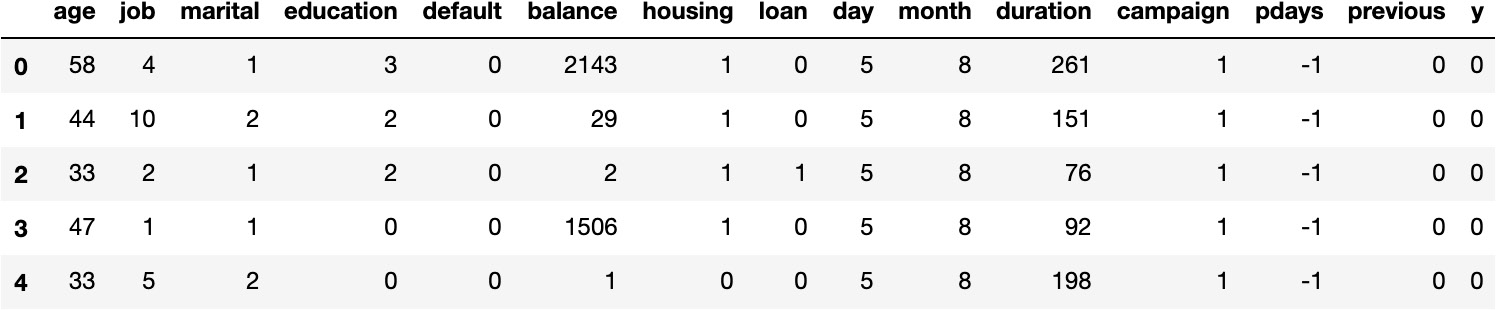 age job marital education default balance housing loan day month duration campaign pdays previous y
0 58 4 1 3 0 2143 1 0 5 8 261 1 -1 0 0
1 44 10 2 2 0 29 1 0 5 8 151 1 -1 0 0
2 33 2 1 2 0 2 1 1 5 8 76 1 -1 0 0
3 47 1 1 0 0 1506 1 0 5 8 92 1 -1 0 0
4 33 5 2 0 0 1 0 0 5 8 198 1 -1 0 0